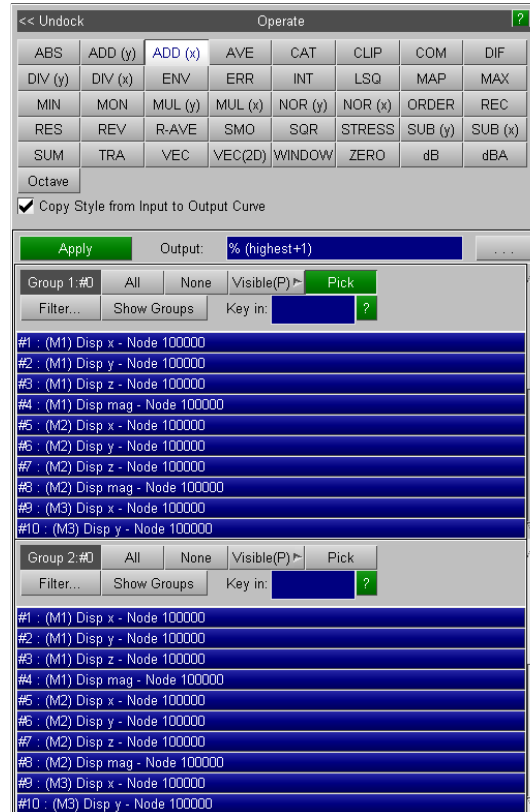 << Undock Operate ?
ABS ADD (y) ADD (x) AVE CAT CLIP COM DIF
DIV (y) DIV (x) ENV ERR INT LSQ MAP MAX
MIN MON MUL (y) MUL (x) NOR (y) NOR (x) ORDER REC
RES REV R-AVE SMO SQR STRESS SUB (y) SUB (x)
SUM TRA VEC VEC(2D) WINDOW ZERO dB dBA
Octave
Copy Style from Input to Output Curve
Apply Output: % (highest+1) ...
Group 1:#0 All None Visible(P) Pick
Filter... Show Groups Key in: ?
#1 : (M1) Disp x - Node 100000
#2 : (M1) Disp y - Node 100000
#3 : (M1) Disp z - Node 100000
#4 : (M1) Disp mag - Node 100000
#5 : (M2) Disp x - Node 100000
#6 : (M2) Disp y - Node 100000
#7 : (M2) Disp z - Node 100000
#8 : (M2) Disp mag - Node 100000
#9 : (M3) Disp x - Node 100000
#10 : (M3) Disp y - Node 100000
Group 2:#0 All None Visible(P) Pick
Filter... Show Groups Key in: ?
#1 : (M1) Disp x - Node 100000
#2 : (M1) Disp y - Node 100000
#3 : (M1) Disp z - Node 100000
#4 : (M1) Disp mag - Node 100000
#5 : (M2) Disp x - Node 100000
#6 : (M2) Disp y - Node 100000
#7 : (M2) Disp z - Node 100000
#8 : (M2) Disp mag - Node 100000
#9 : (M3) Disp x - Node 100000
#10 : (M3) Disp y - Node 100000